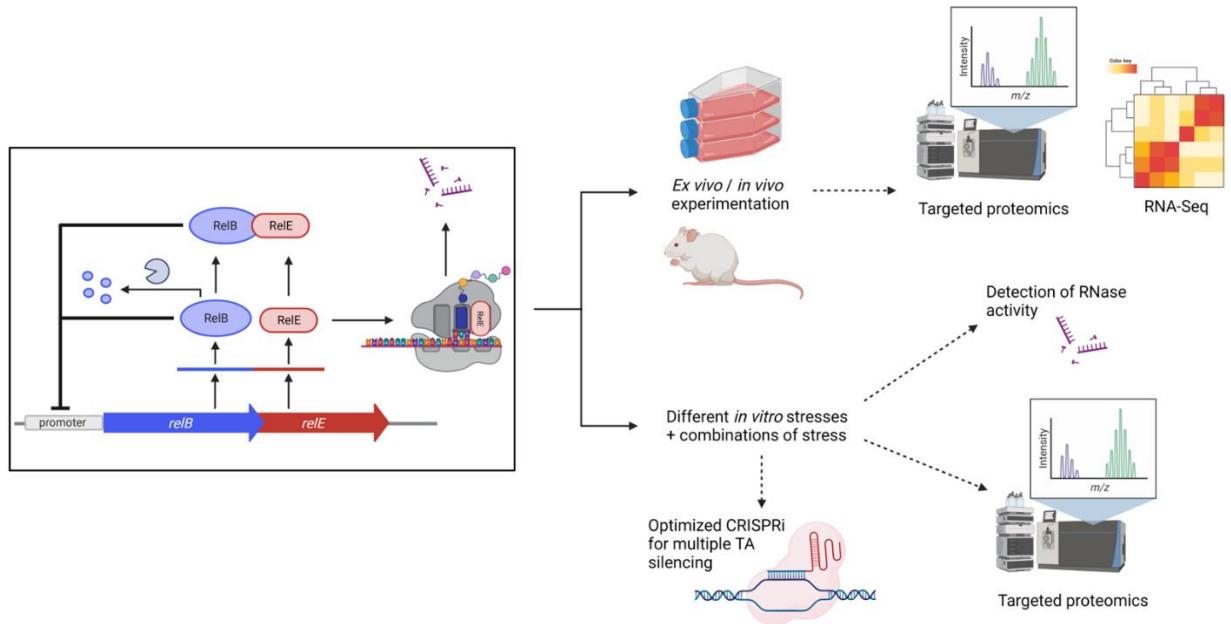 RelB
RelE
RelB
RelE
RelE
promoter
relB
relE
Ex vivo / in vivo
experimentation
Intensity
m/z
Targeted proteomics
Color key
RNA-Seq
Different in vitro stresses
+ combinations of stress
Detection of RNase
activity
Optimized CRISPRi
for multiple TA
silencing
Intensity
m/z
Targeted proteomics